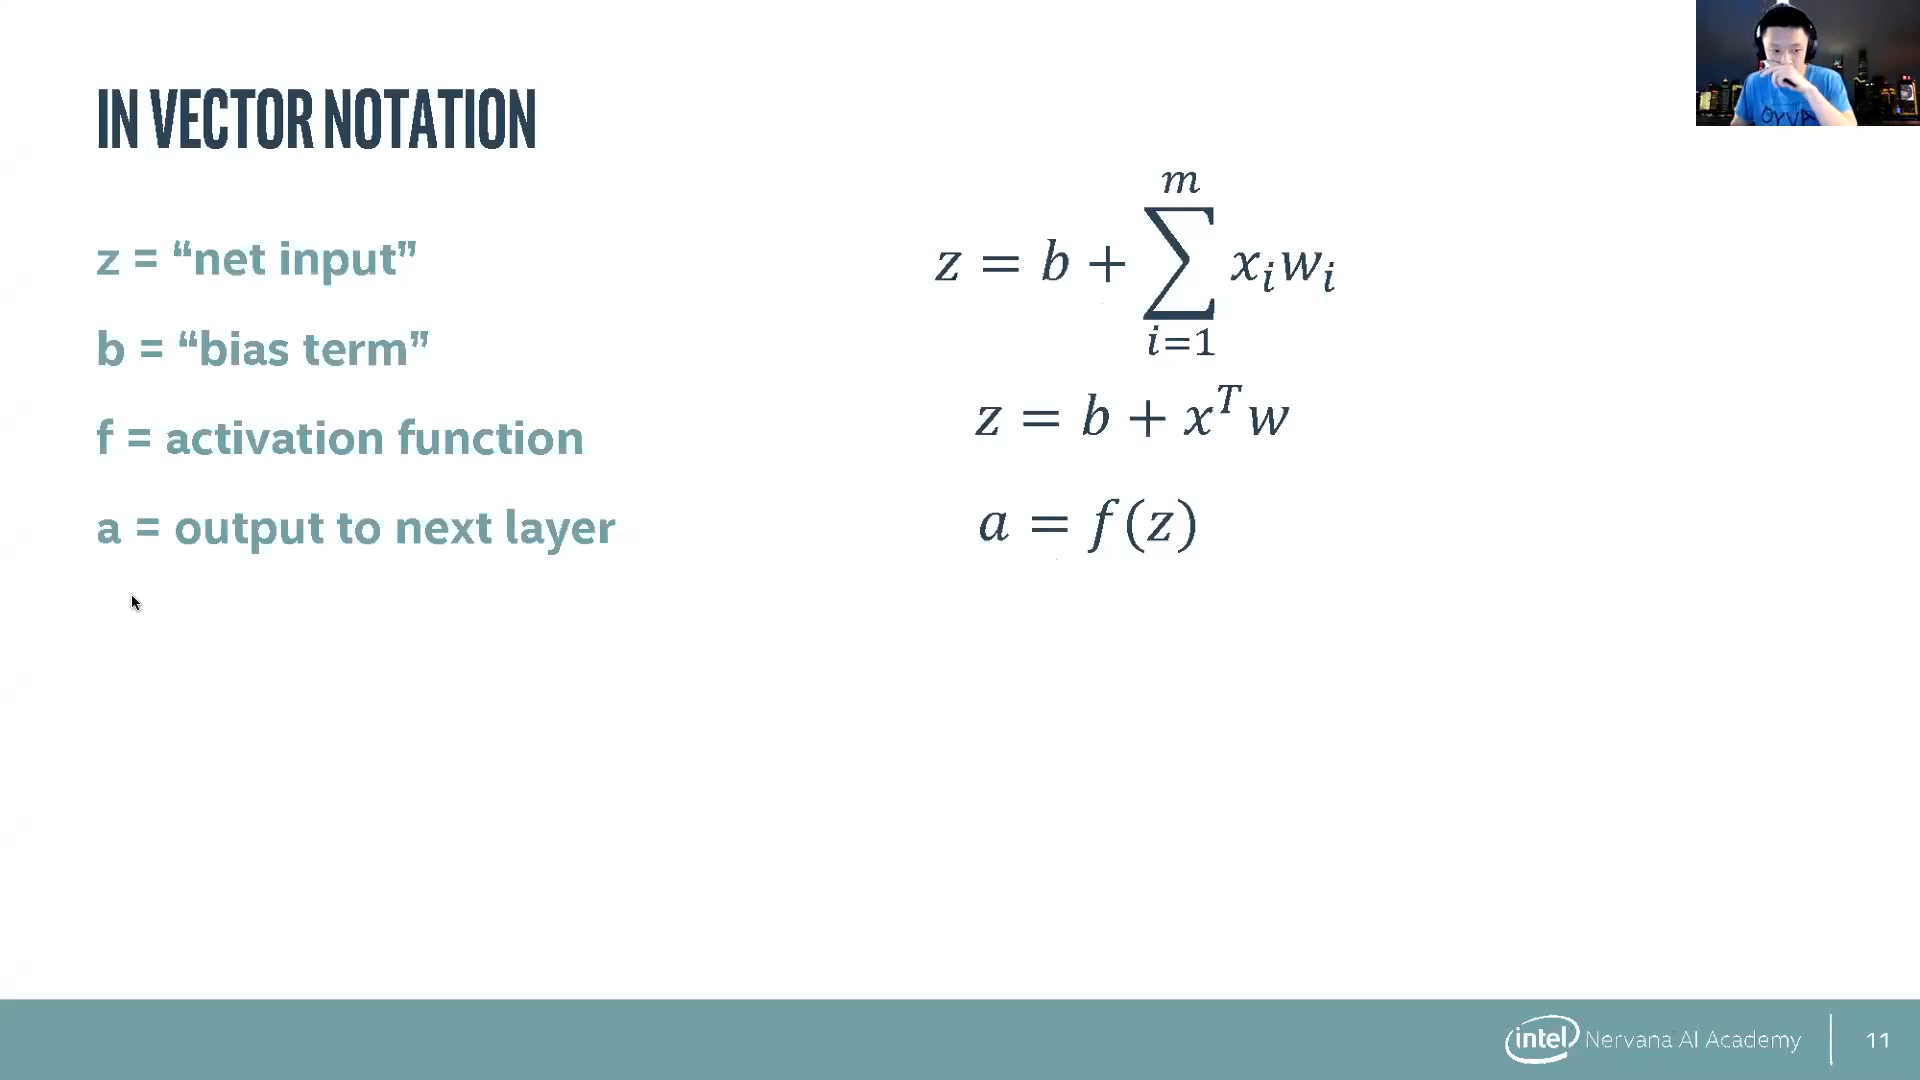 IN VECTOR NOTATION
z = “net input”
b = “bias term”
f = activation function
a = output to next layer
z = b + \sum_{i=1}^{m} x_i w_i
z = b + x^T w
a = f(z)
intel Nervana AI Academy | 11